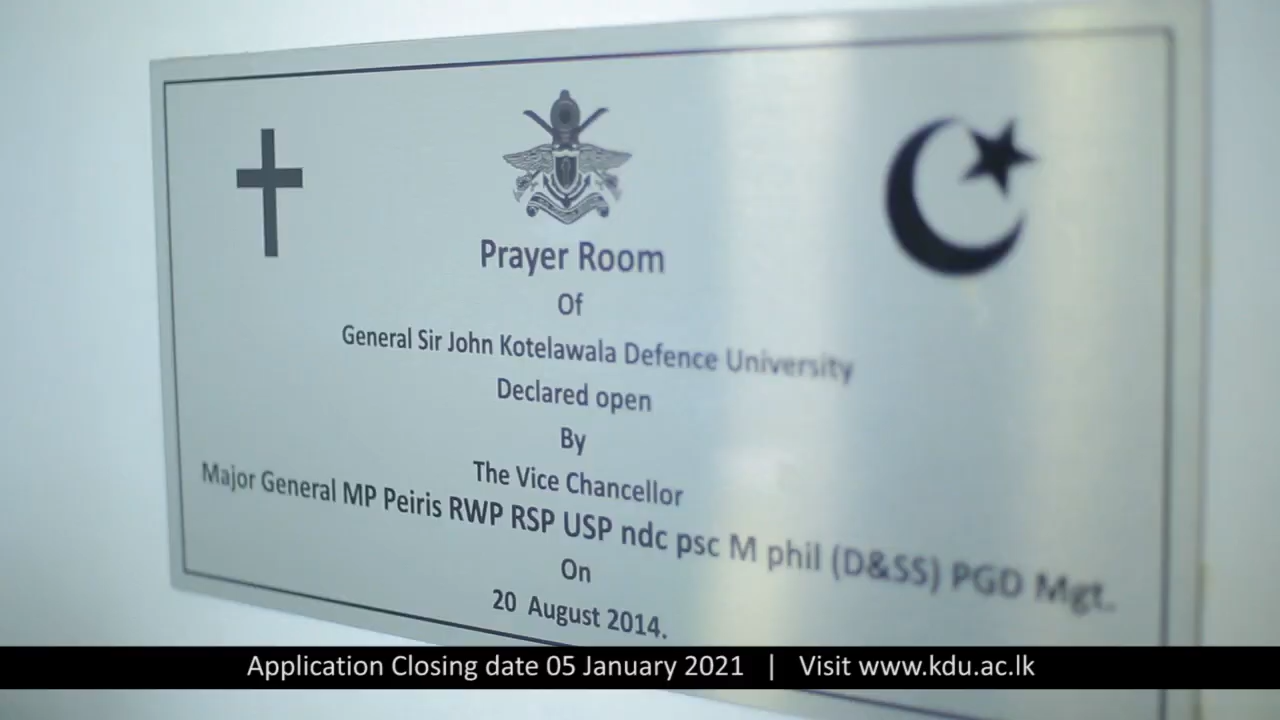 Prayer Room
Of
General Sir John Kotelawala Defence University
Declared open
By
The Vice Chancellor
Major General MP Peiris RWP RSP USP ndc psc M phil (D&SS) PGD Mgt.
On
20 August 2014.
Application Closing date 05 January 2021 | Visit www.kdu.ac.lk